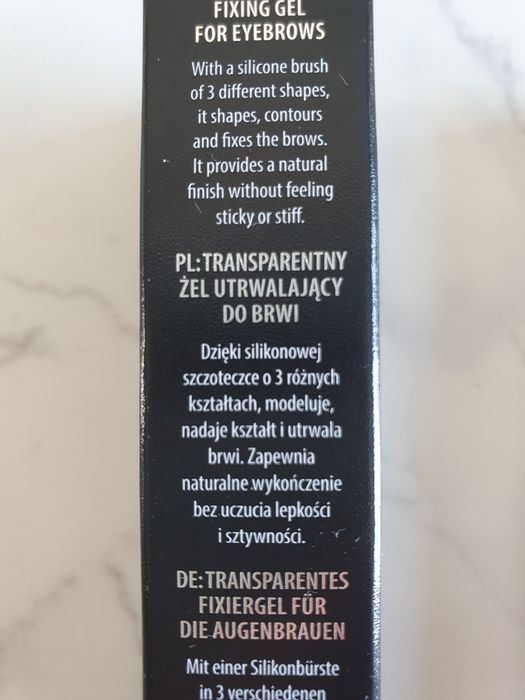 FIXING GEL
FOR EYEBROWS
With a silicone brush
of 3 different shapes,
it shapes, contours
and fixes the brows.
It provides a natural
finish without feeling
sticky or stiff.
PL: TRANSPARENTNY
ŻEL UTRWALAJĄCY
DO BRWI
Dzięki silikonowej
szczoteczce o 3 różnych
kształtach, modeluje,
nadaje kształt i utrwala
brwi. Zapewnia
naturalne wykończenie
bez uczucia lepkości
i sztywności.
DE: TRANSPARENTES
FIXIERGEL FÜR
DIE AUGENBRAUEN
Mit einer Silikonbürste
in 3 verschiedenen